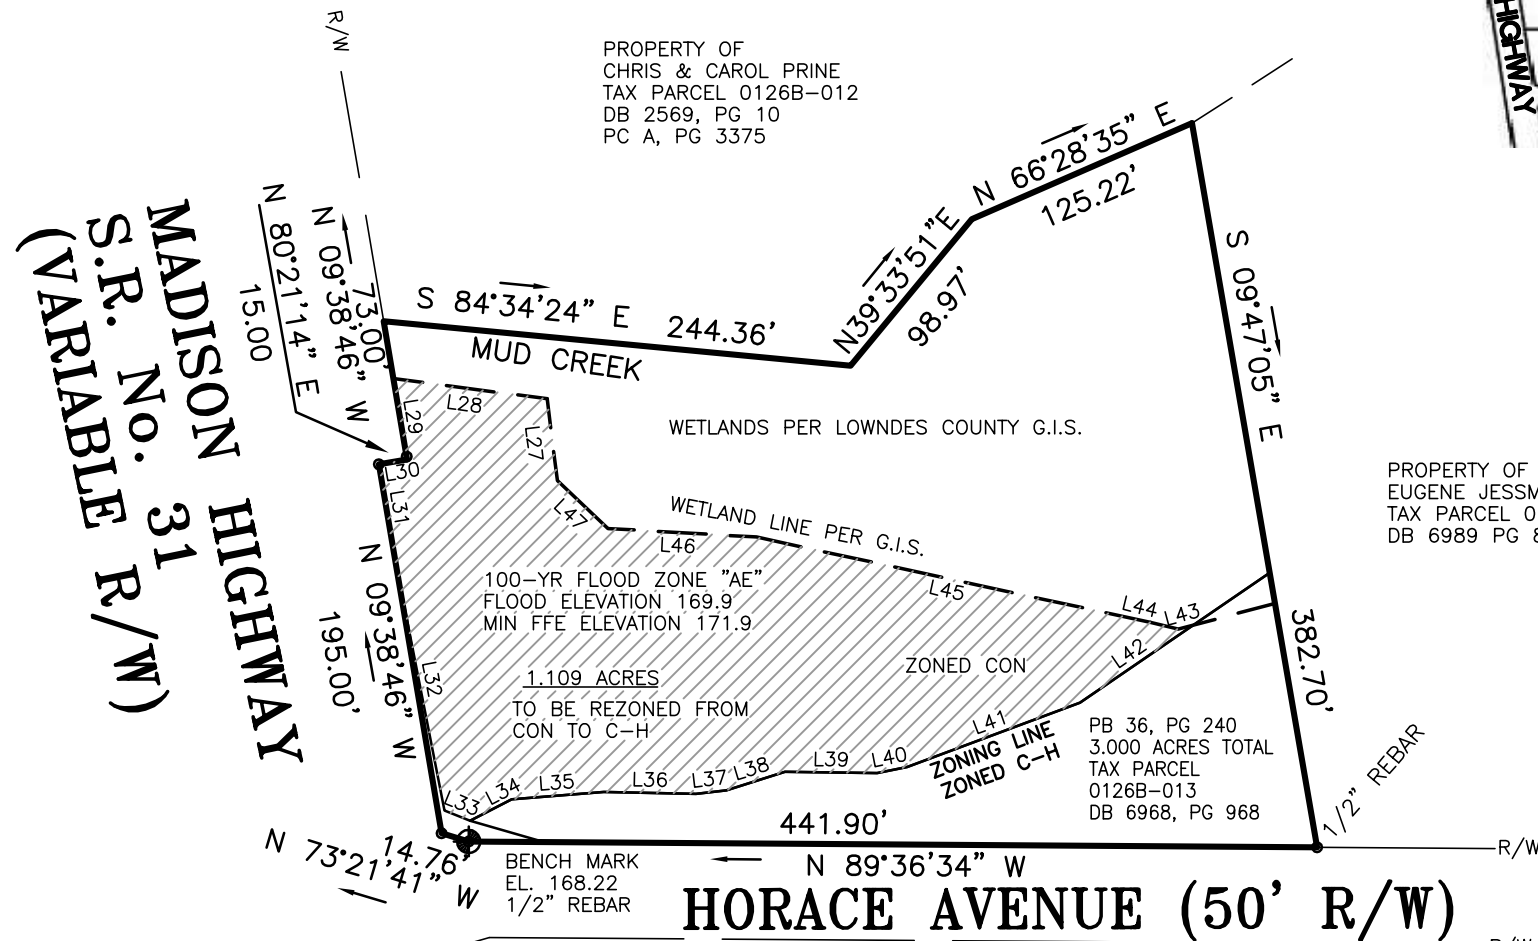 R/W
PROPERTY OF
CHRIS & CAROL PRINE
TAX PARCEL 0126B-012
DB 2569, PG 10
PC A, PG 3375
HIGHWAY
MADISON HIGHWAY
S.R. No. 31
(VARIABLE R/W)
N 80°21'14" E
15.00
N 09°38'46" W
73.00'
S 84°34'24" E 244.36'
MUD CREEK
N39°33'51"E
98.97'
N 66°28'35" E
125.22'
S 09°47'05" E
382.70'
WETLANDS PER LOWNDES COUNTY G.I.S.
WETLAND LINE PER G.I.S.
L28
L29
L27
L30
L31
L47
L46
L45
L44
L43
L42
L41
L40
L39
L38
L37
L36
L35
L34
L33
L32
PROPERTY OF
EUGENE JESSM
TAX PARCEL 0
DB 6989 PG
100-YR FLOOD ZONE "AE"
FLOOD ELEVATION 169.9
MIN FFE ELEVATION 171.9
1.109 ACRES
TO BE REZONED FROM
CON TO C-H
ZONED CON
ZONING LINE
ZONED C-H
PB 36, PG 240
3.000 ACRES TOTAL
TAX PARCEL
0126B-013
DB 6968, PG 968
N 09°38'46" W
195.00'
N 73°21'41" W
14.76'
BENCH MARK
EL. 168.22
1/2" REBAR
441.90'
N 89°36'34" W
1/2" REBAR
R/W
HORACE AVENUE (50' R/W)